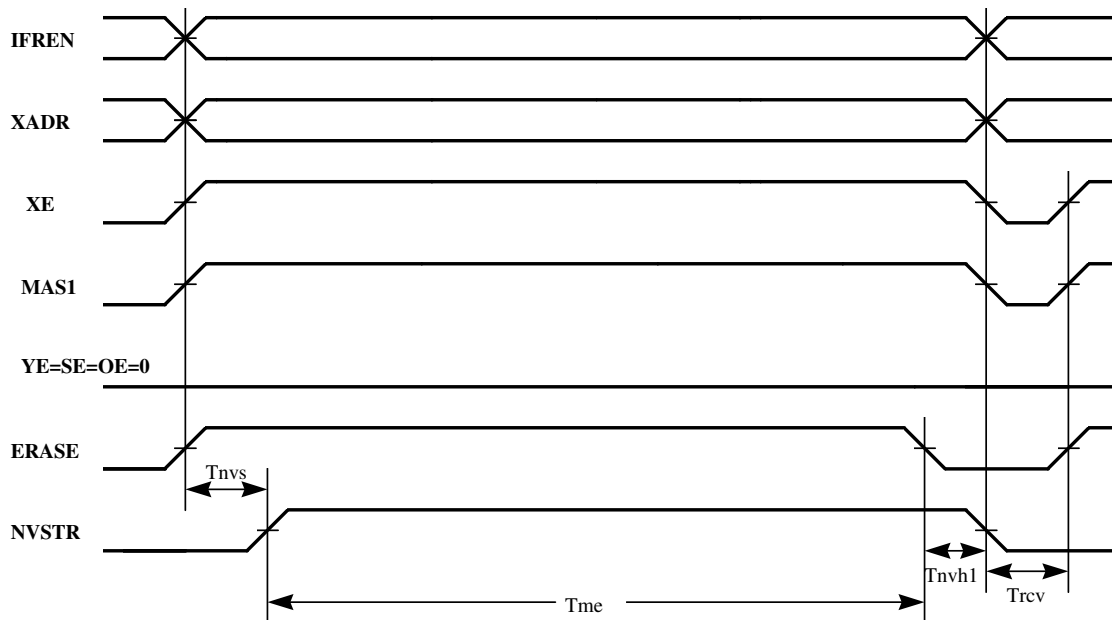 IFREN
XADR
XE
MAS1
YE=SE=OE=0
ERASE
Tnvs
NVSTR
Tnvh1
Trcv
Tme